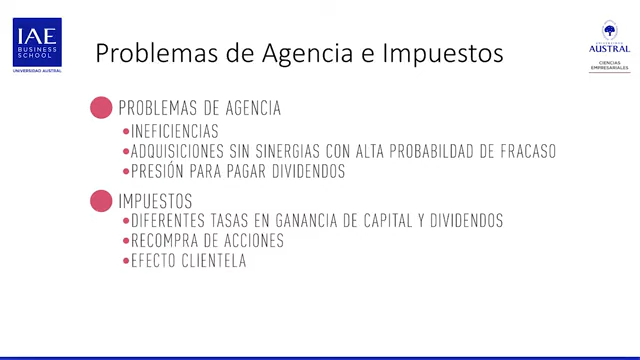 IAE
BUSINESS
SCHOOL
UNIVERSIDAD AUSTRAL
Problemas de Agencia e Impuestos
AUSTRAL
CIENCIAS
EMPRESARIALES
PROBLEMAS DE AGENCIA
•INEFICIENCIAS
•ADQUISICIONES SIN SINERGIAS CON ALTA PROBABILDAD DE FRACASO
•PRESIÓN PARA PAGAR DIVIDENDOS
IMPUESTOS
•DIFERENTES TASAS EN GANANCIA DE CAPITAL Y DIVIDENDOS
•RECOMPRA DE ACCIONES
•EFECTO CLIENTELA